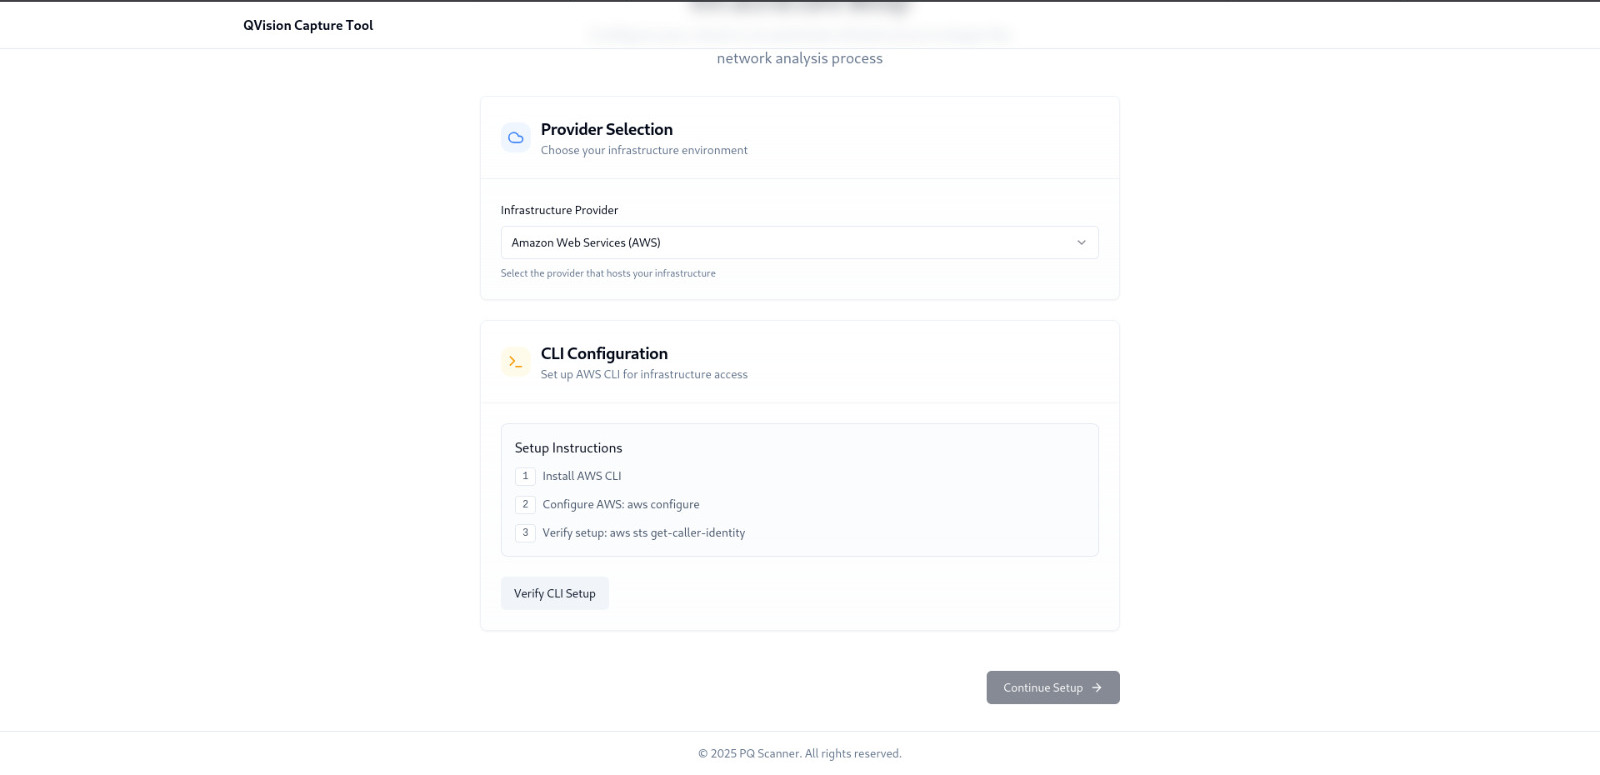 QVision Capture Tool
network analysis process
Provider Selection
Choose your infrastructure environment
Infrastructure Provider
Amazon Web Services (AWS)
Select the provider that hosts your infrastructure
CLI Configuration
Set up AWS CLI for infrastructure access
Setup Instructions
1 Install AWS CLI
2 Configure AWS: aws configure
3 Verify setup: aws sts get-caller-identity
Verify CLI Setup
Continue Setup
© 2025 PQ Scanner. All rights reserved.